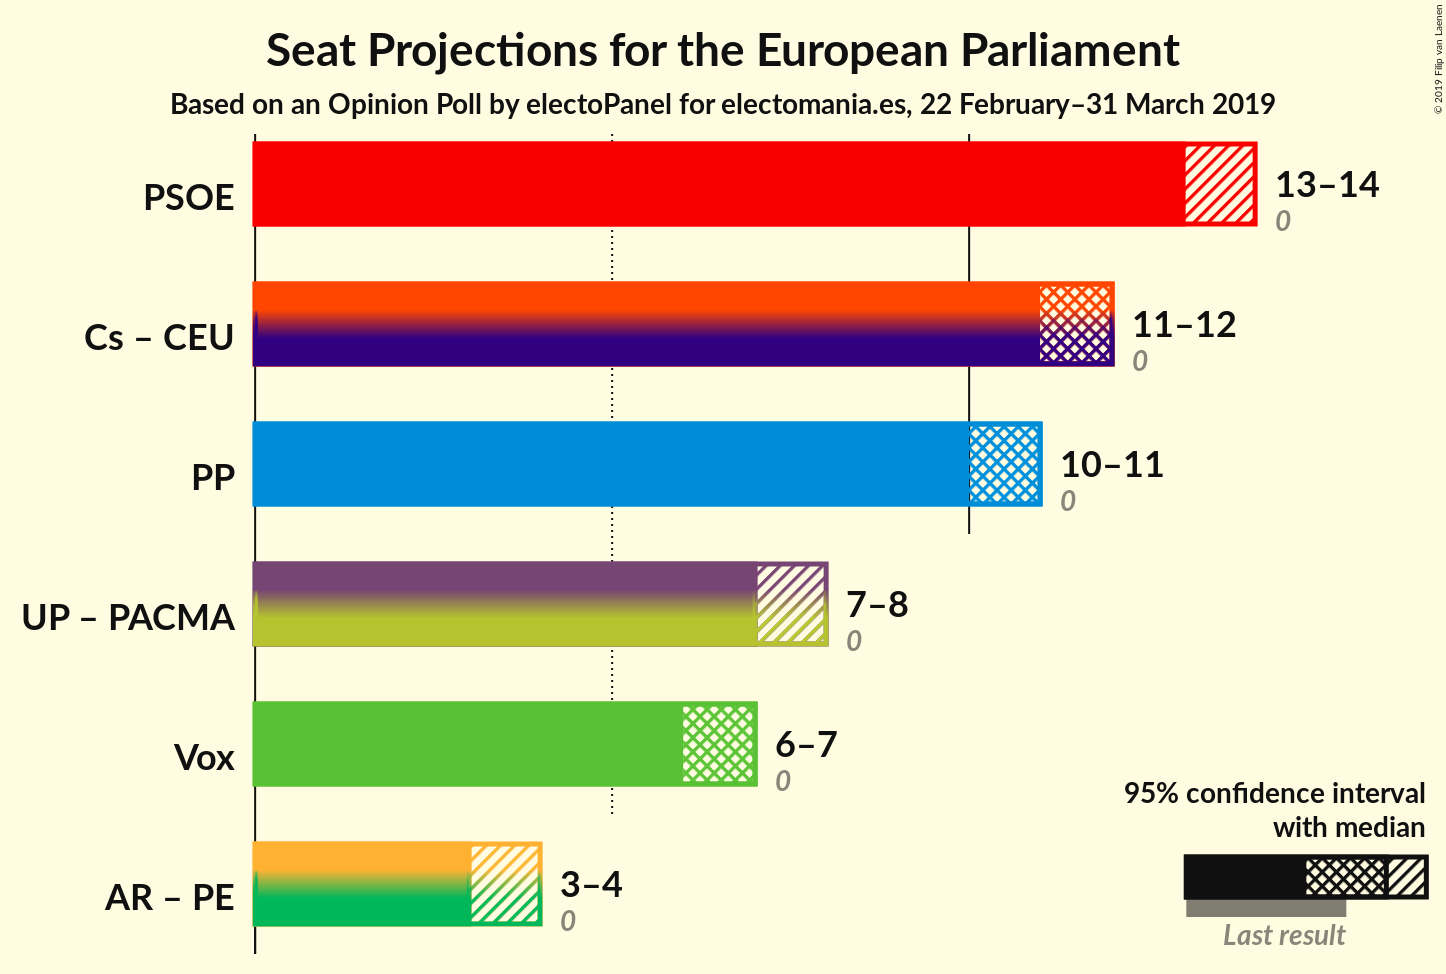 Seat Projections for the European Parliament
Based on an Opinion Poll by electoPanel for electomania.es, 22 February–31 March 2019
© 2019 Filip van Laenen
PSOE
13–14
0
Cs – CEU
11–12
0
PP
10–11
0
UP – PACMA
7–8
0
Vox
6–7
0
AR – PE
3–4
0
95% confidence interval
with median
Last result